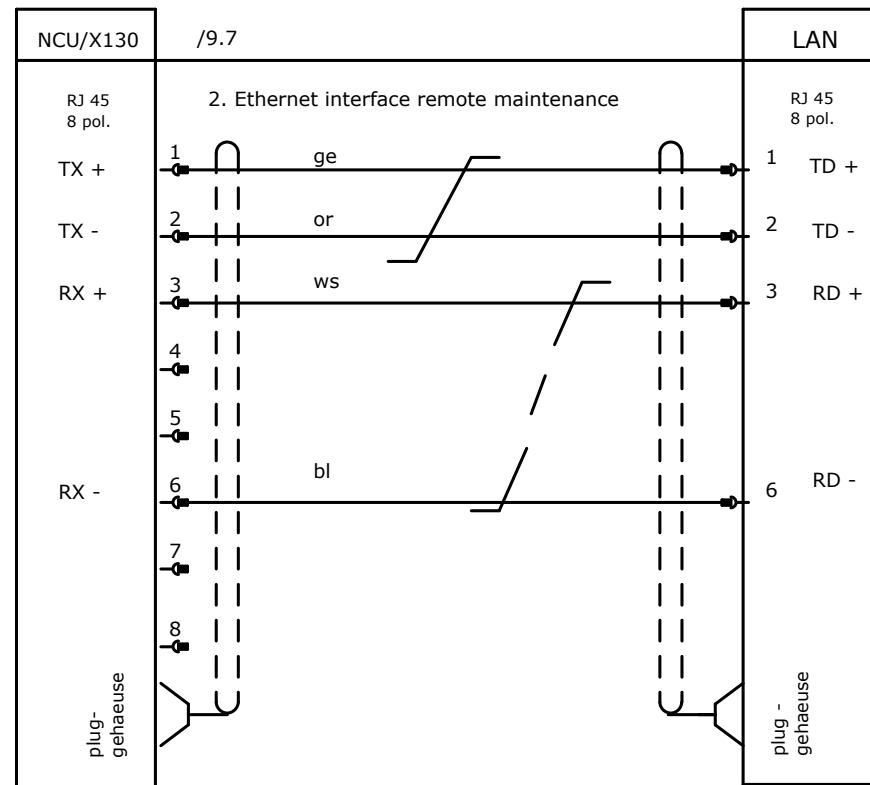 NCU/X130 /9.7 LAN
2. Ethernet interface remote maintenance
RJ 45
8 pol.
RJ 45
8 pol.
TX + 1 ge 1 TD +
TX - 2 or 2 TD -
RX + 3 ws 3 RD +
4
5
RX - 6 bl 6 RD -
7
8
plug-
gehaeuse
plug -
gehaeuse